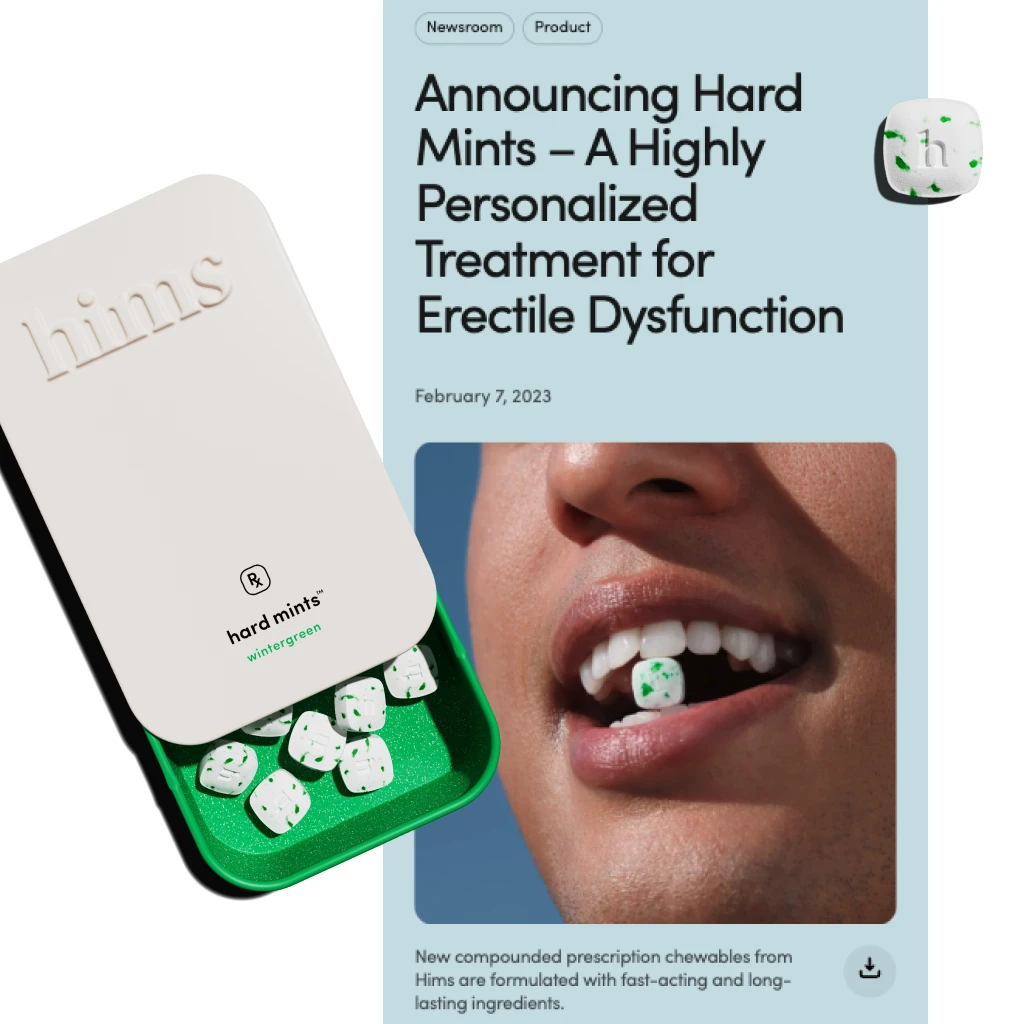 Newsroom
Product
Announcing Hard
Mints – A Highly
Personalized
Treatment for
Erectile Dysfunction
February 7, 2023
h
hims
Rx
hard mints™
wintergreen
New compounded prescription chewables from
Hims are formulated with fast-acting and long-
lasting ingredients.